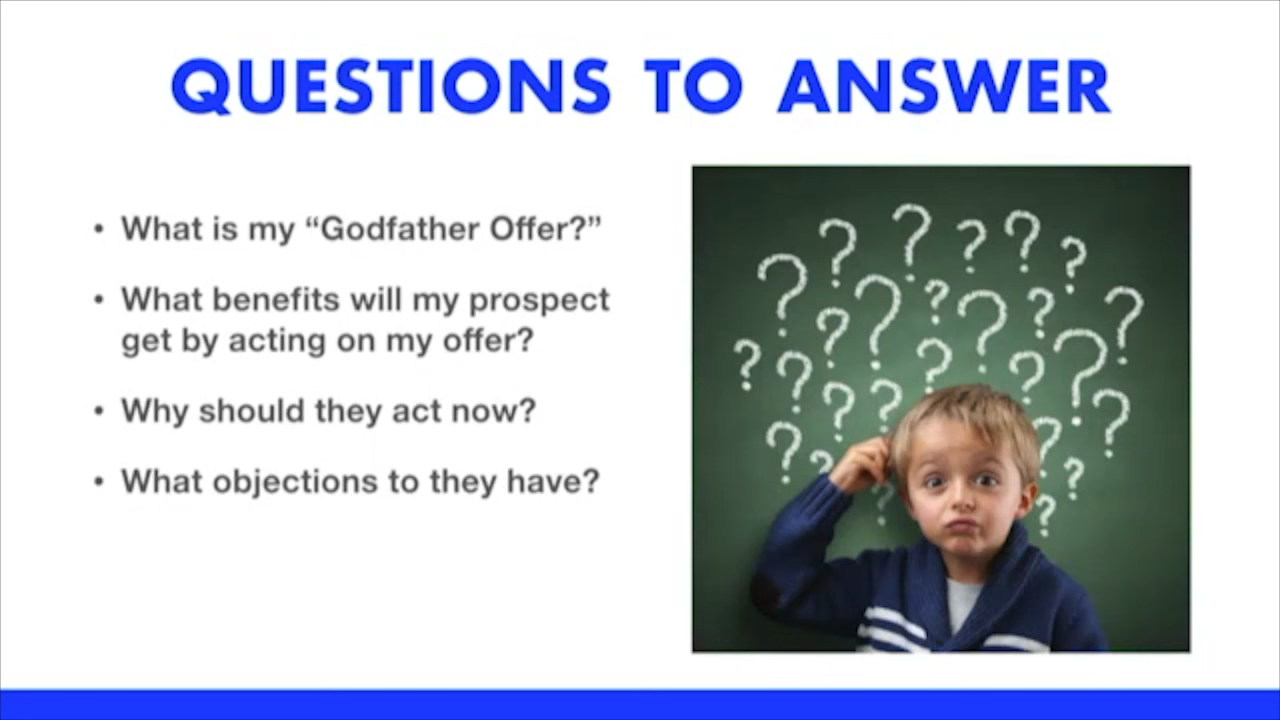 QUESTIONS TO ANSWER
• What is my “Godfather Offer?”
• What benefits will my prospect
get by acting on my offer?
• Why should they act now?
• What objections to they have?